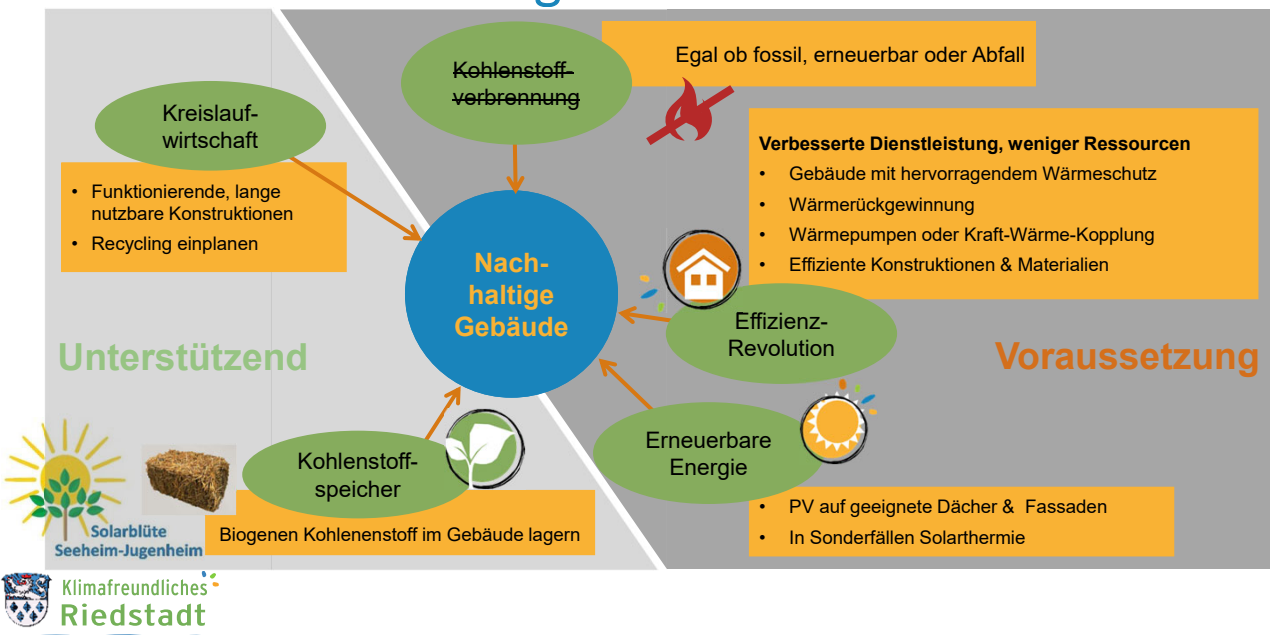 g
Kohlenstoff-
verbrennung
Egal ob fossil, erneuerbar oder Abfall
Kreislauf-
wirtschaft
• Funktionierende, lange
nutzbare Konstruktionen
• Recycling einplanen
Verbesserte Dienstleistung, weniger Ressourcen
• Gebäude mit hervorragendem Wärmeschutz
• Wärmerückgewinnung
• Wärmepumpen oder Kraft-Wärme-Kopplung
• Effiziente Konstruktionen & Materialien
Nach-
haltige
Gebäude
Effizienz-
Revolution
Unterstützend
Voraussetzung
Erneuerbare
Energie
• PV auf geeignete Dächer & Fassaden
• In Sonderfällen Solarthermie
Kohlenstoff-
speicher
Biogenen Kohlenenstoff im Gebäude lagern
Solarblüte
Seeheim-Jugenheim
Klimafreundliches
Riedstadt